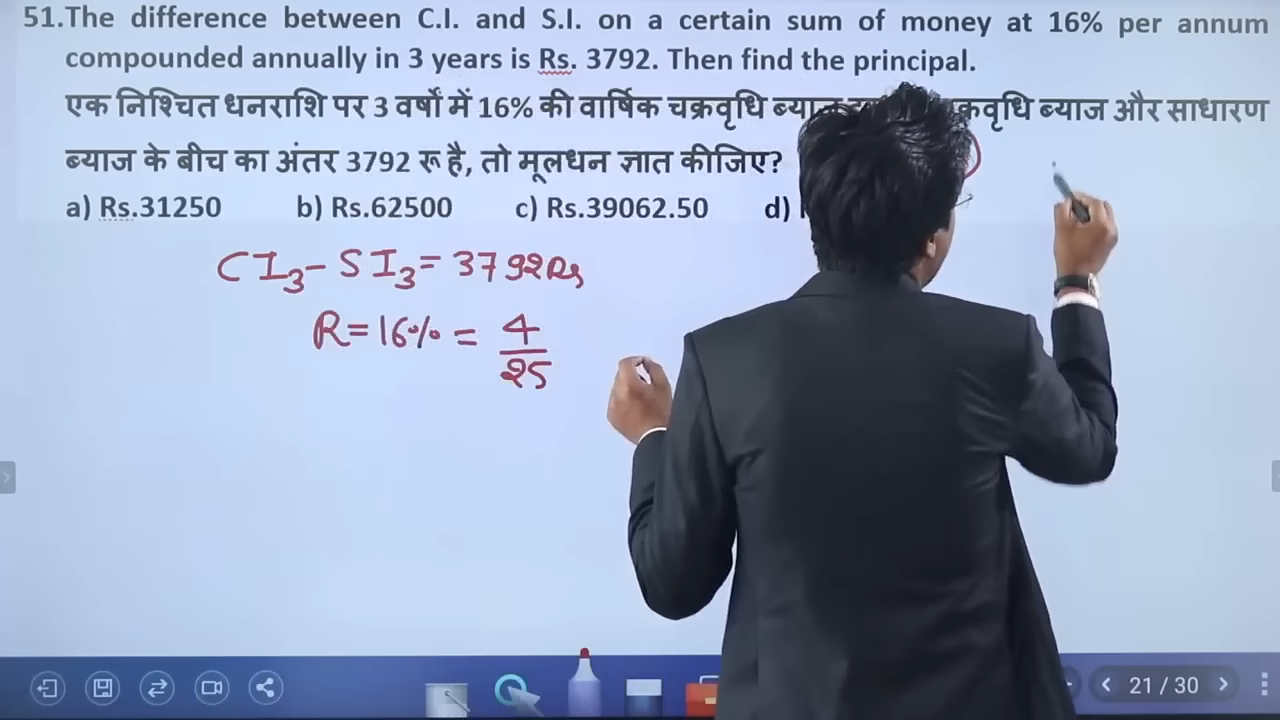 51.The difference between C.I. and S.I. on a certain sum of money at 16% per annum
compounded annually in 3 years is Rs. 3792. Then find the principal.
एक निश्चित धनराशि पर 3 वर्षों में 16% की वार्षिक चक्रवृधि ब्याज और साधारण
ब्याज के बीच का अंतर 3792 रू है, तो मूलधन ज्ञात कीजिए?
a) Rs.31250 b) Rs.62500 c) Rs.39062.50 d)
CI₃- SI₃= 3792Rs
R=16% = 4/25
21 / 30